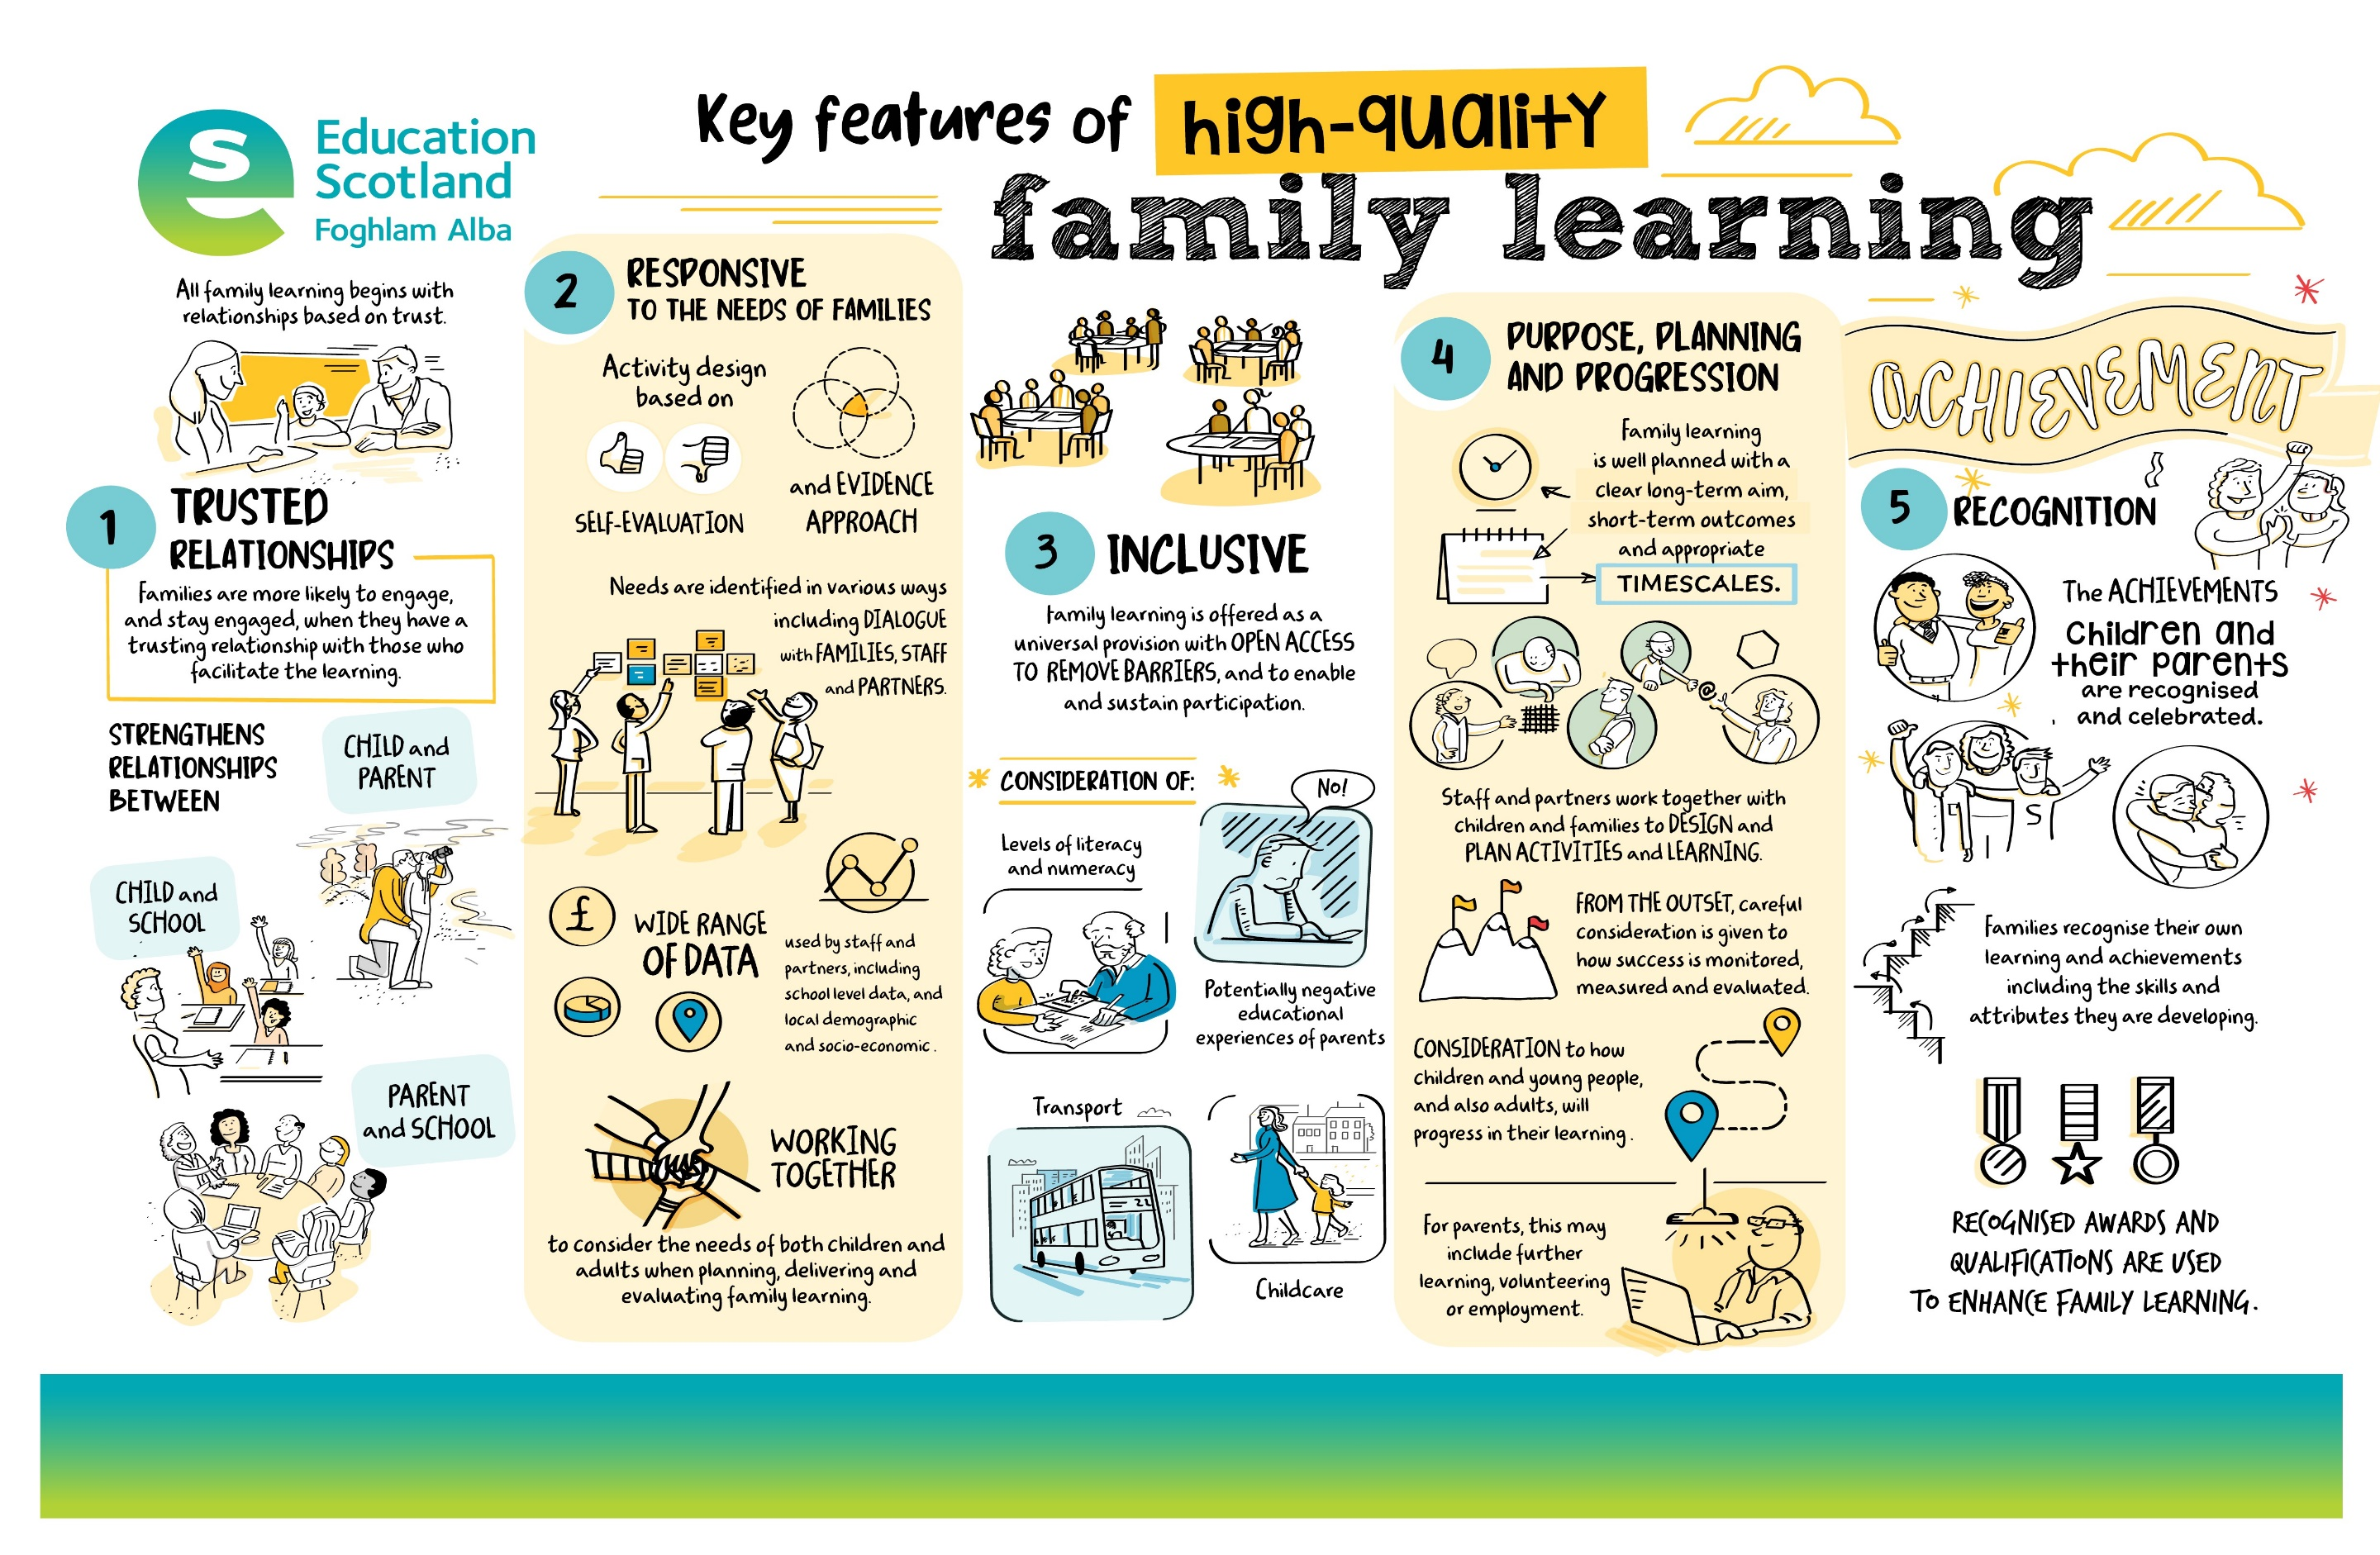 Education
Scotland
Foghlam Alba
Key features of high-quality
family learning
All family learning begins with
relationships based on trust.
1
TRUSTED
RELATIONSHIPS
Families are more likely to engage,
and stay engaged, when they have a
trusting relationship with those who
facilitate the learning.
STRENGTHENS
RELATIONSHIPS
BETWEEN
CHILD and
PARENT
CHILD and
SCHOOL
PARENT
and SCHOOL
2
RESPONSIVE
TO THE NEEDS OF FAMILIES
Activity design
based on
SELF-EVALUATION
and EVIDENCE
APPROACH
Needs are identified in various ways
including DIALOGUE
with FAMILIES, STAFF
and PARTNERS.
£
WIDE RANGE
OF DATA
used by staff and
partners, including
school level data, and
local demographic
and socio-economic.
WORKING
TOGETHER
to consider the needs of both children and
adults when planning, delivering and
evaluating family learning.
3
INCLUSIVE
Family learning is offered as a
universal provision with OPEN ACCESS
TO REMOVE BARRIERS, and to enable
and sustain participation.
* CONSIDERATION OF: *
Levels of literacy
and numeracy
No!
Potentially negative
educational
experiences of parents
Transport
22
Childcare
4
PURPOSE, PLANNING
AND PROGRESSION
Family learning
is well planned with a
clear long-term aim,
short-term outcomes
and appropriate
TIMESCALES.
@
Staff and partners work together with
children and families to DESIGN and
PLAN ACTIVITIES and LEARNING.
FROM THE OUTSET, careful
consideration is given to
how success is monitored,
measured and evaluated.
CONSIDERATION to how
children and young people,
and also adults, will
progress in their learning.
For parents, this may
include further
learning, volunteering
or employment.
ACHIEVEMENT
5
RECOGNITION
The ACHIEVEMENTS
Children and
their parents
are recognised
and celebrated.
S
Families recognise their own
learning and achievements
including the skills and
attributes they are developing.
RECOGNISED AWARDS AND
QUALIFICATIONS ARE USED
TO ENHANCE FAMILY LEARNING.